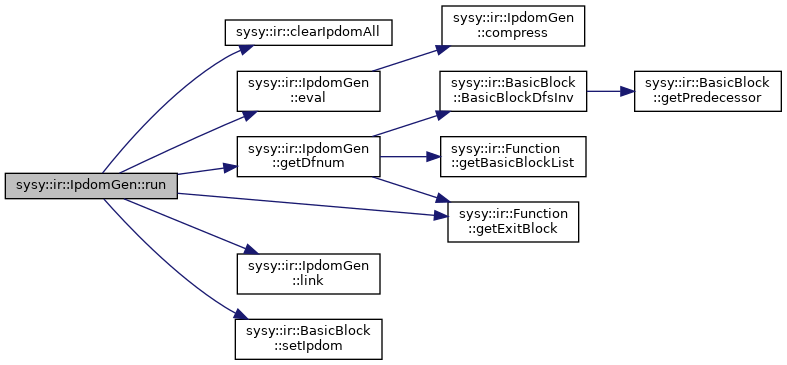 sysy::ir::IpdomGen::run
sysy::ir::clearIpdomAll
sysy::ir::IpdomGen
::eval
sysy::ir::IpdomGen
::compress
sysy::ir::IpdomGen
::getDfnum
sysy::ir::BasicBlock
::BasicBlockDfsInv
sysy::ir::BasicBlock
::getPredecessor
sysy::ir::Function
::getBasicBlockList
sysy::ir::Function
::getExitBlock
sysy::ir::IpdomGen
::link
sysy::ir::BasicBlock
::setIpdom